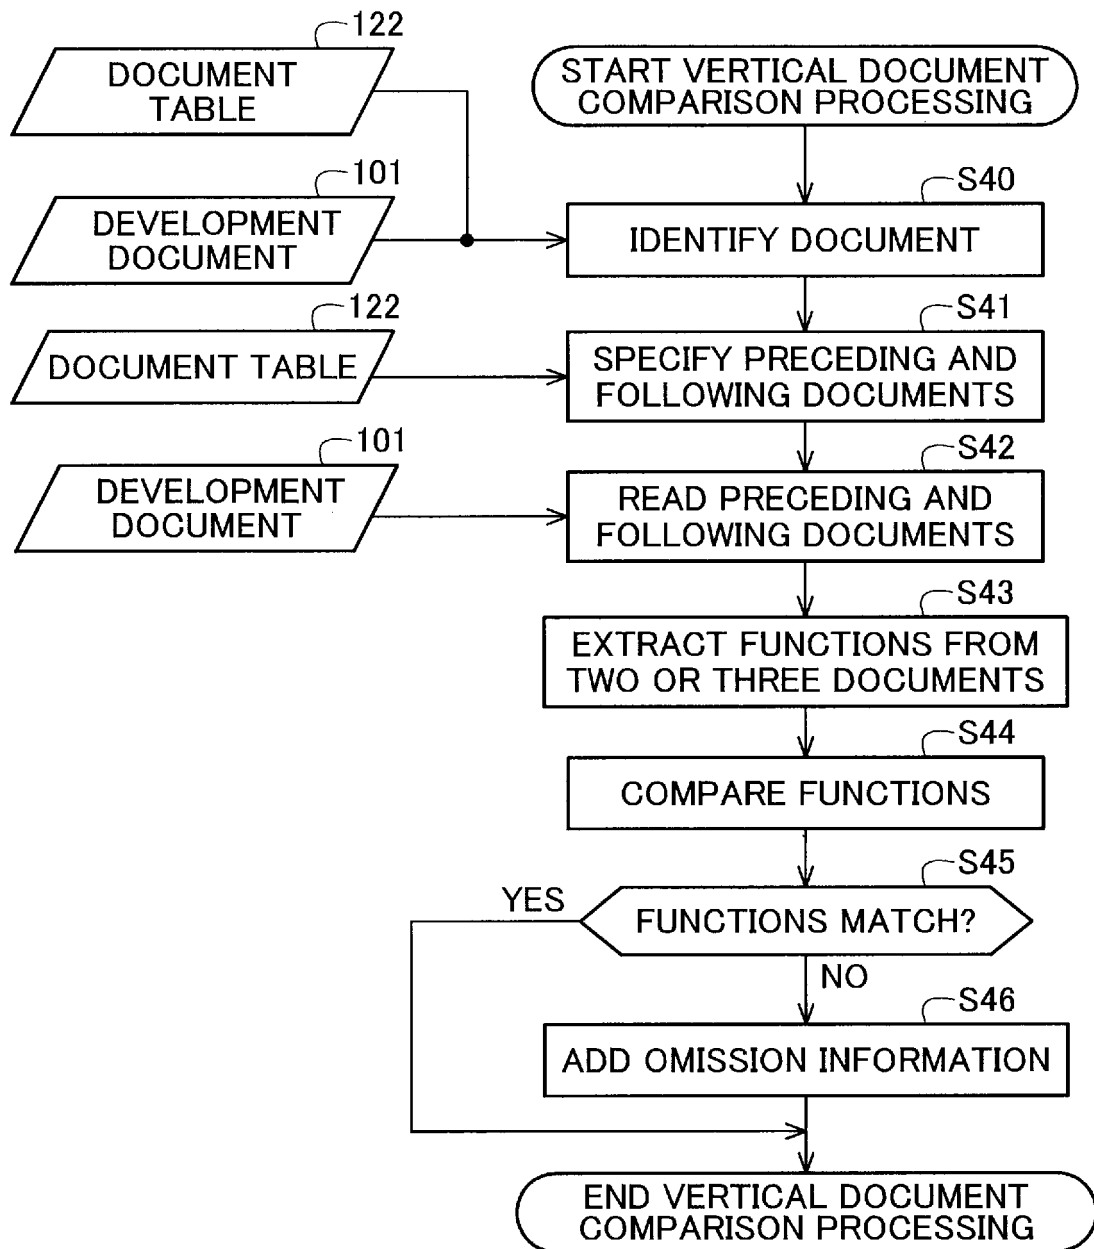 122
DOCUMENT
TABLE
START VERTICAL DOCUMENT
COMPARISON PROCESSING
101
DEVELOPMENT
DOCUMENT
S40
IDENTIFY DOCUMENT
122
DOCUMENT TABLE
S41
SPECIFY PRECEDING AND
FOLLOWING DOCUMENTS
101
DEVELOPMENT
DOCUMENT
S42
READ PRECEDING AND
FOLLOWING DOCUMENTS
S43
EXTRACT FUNCTIONS FROM
TWO OR THREE DOCUMENTS
S44
COMPARE FUNCTIONS
S45
YES
FUNCTIONS MATCH?
NO
S46
ADD OMISSION INFORMATION
END VERTICAL DOCUMENT
COMPARISON PROCESSING